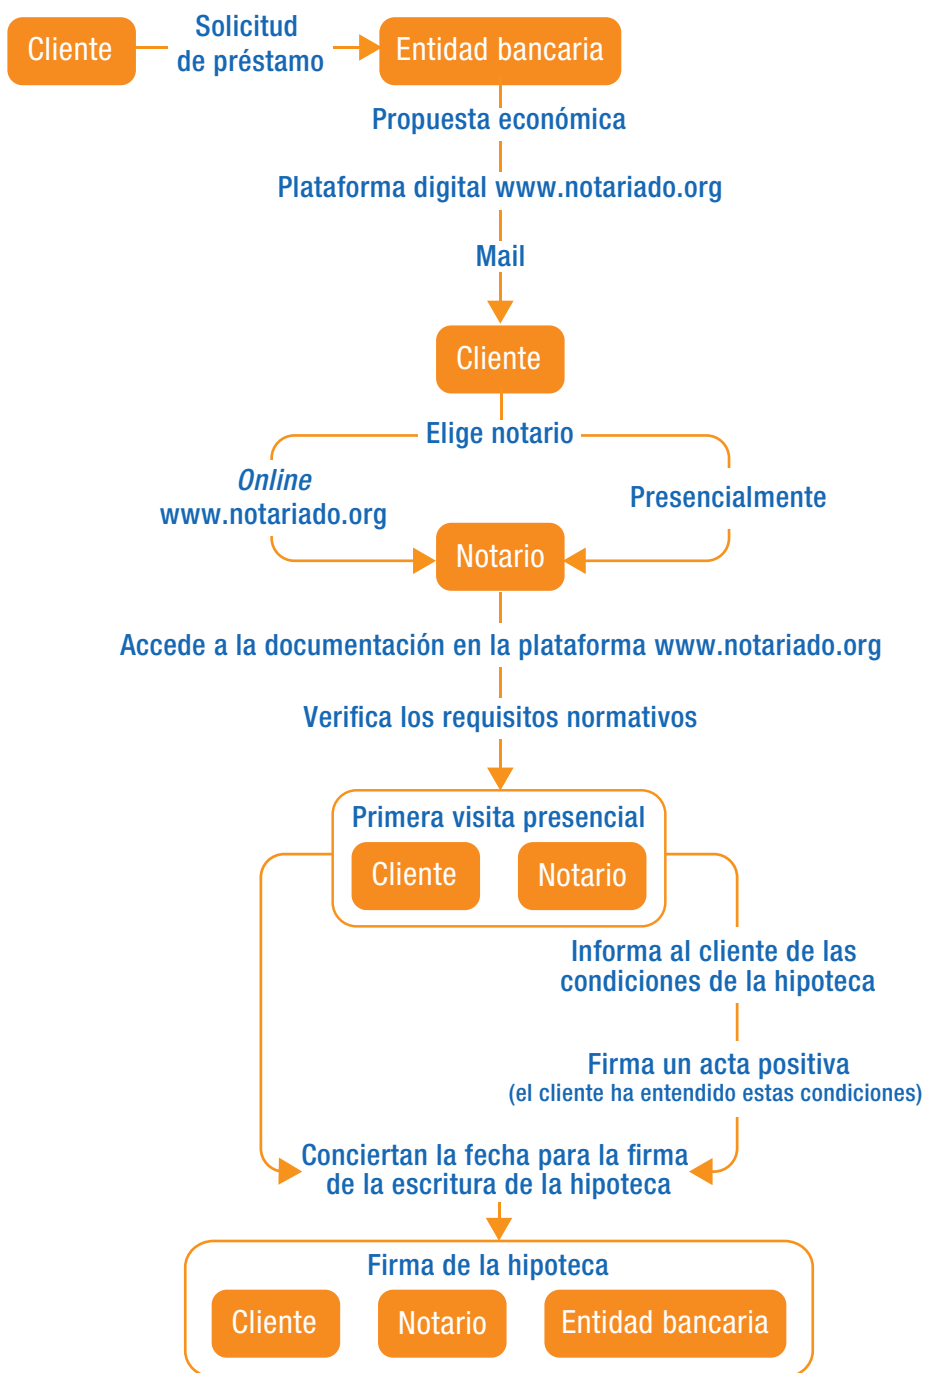 Cliente
Solicitud
de préstamo
Entidad bancaria
Propuesta económica
Plataforma digital www.notariado.org
Mail
Cliente
Elige notario
Online
www.notariado.org
Presencialmente
Notario
Accede a la documentación en la plataforma www.notariado.org
Verifica los requisitos normativos
Primera visita presencial
Cliente
Notario
Informa al cliente de las
condiciones de la hipoteca
Firma un acta positiva
(el cliente ha entendido estas condiciones)
Conciertan la fecha para la firma
de la escritura de la hipoteca
Firma de la hipoteca
Cliente
Notario
Entidad bancaria